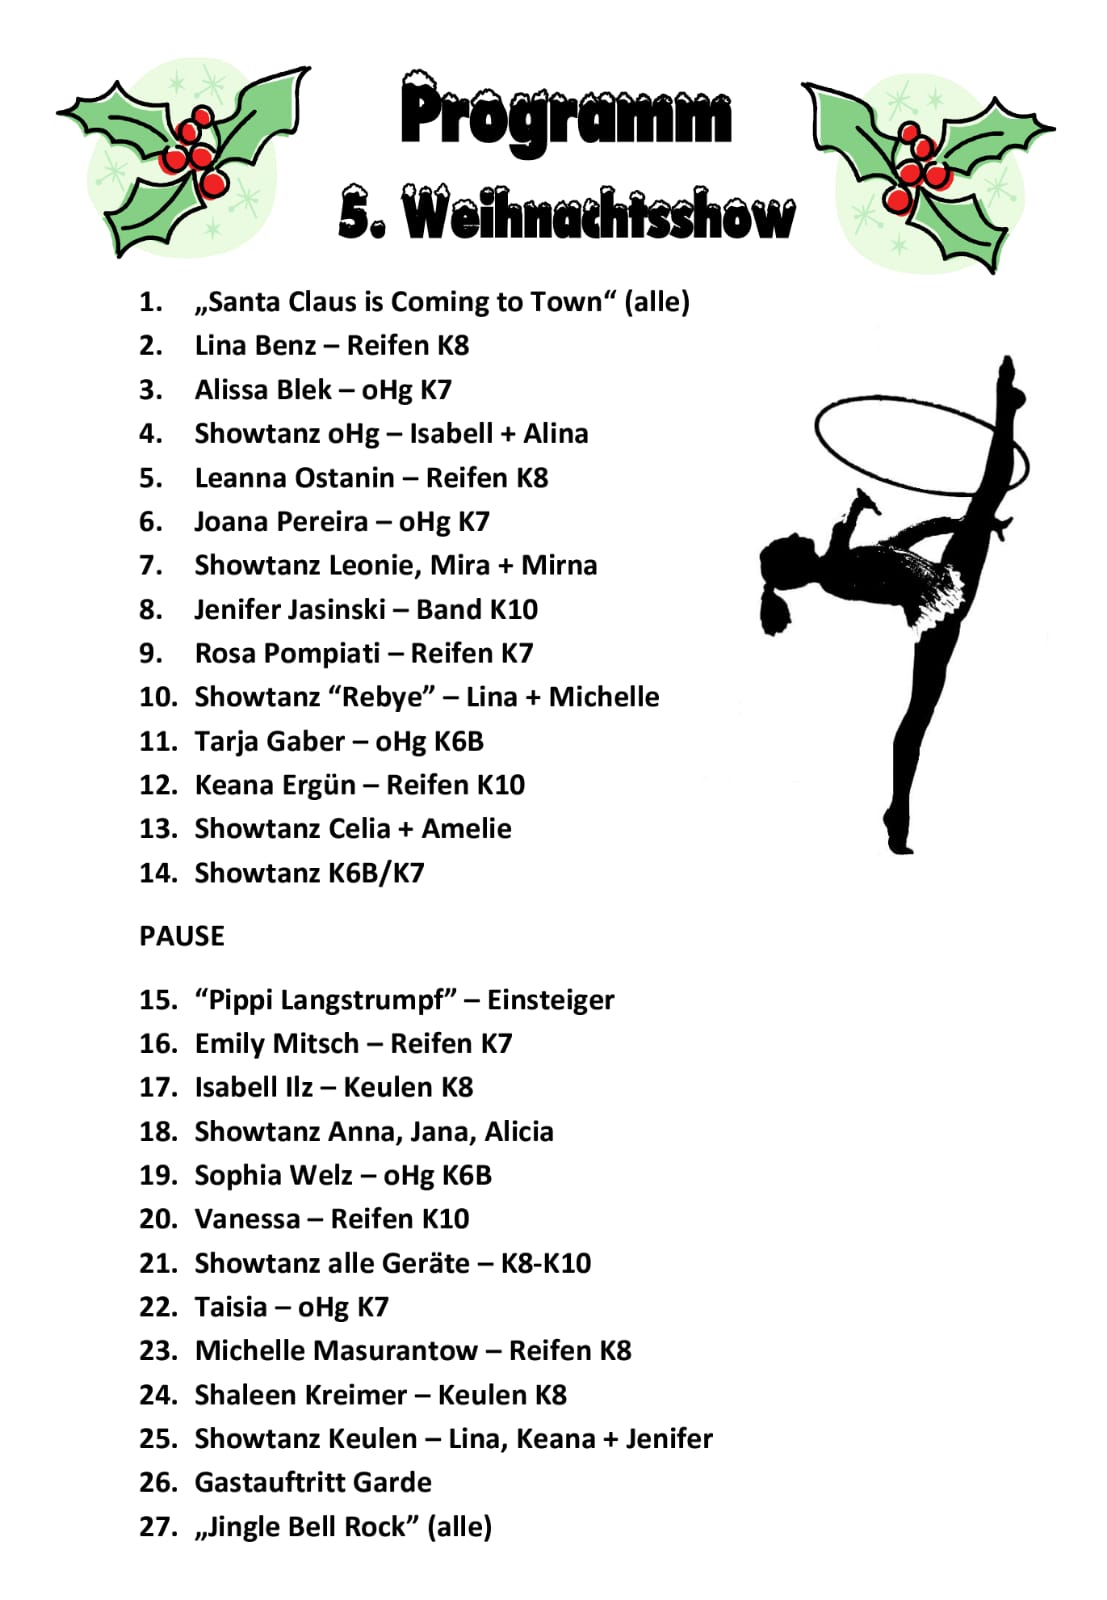 Programm
5. Weihnachtsshow
1. „Santa Claus is Coming to Town“ (alle)
2. Lina Benz – Reifen K8
3. Alissa Blek – oHg K7
4. Showtanz oHg – Isabell + Alina
5. Leanna Ostanin – Reifen K8
6. Joana Pereira – oHg K7
7. Showtanz Leonie, Mira + Mirna
8. Jenifer Jasinski – Band K10
9. Rosa Pompiati – Reifen K7
10. Showtanz “Rebye” – Lina + Michelle
11. Tarja Gaber – oHg K6B
12. Keana Ergün – Reifen K10
13. Showtanz Celia + Amelie
14. Showtanz K6B/K7
PAUSE
15. “Pippi Langstrumpf” – Einsteiger
16. Emily Mitsch – Reifen K7
17. Isabell Ilz – Keulen K8
18. Showtanz Anna, Jana, Alicia
19. Sophia Welz – oHg K6B
20. Vanessa – Reifen K10
21. Showtanz alle Geräte – K8-K10
22. Taisia – oHg K7
23. Michelle Masurantow – Reifen K8
24. Shaleen Kreimer – Keulen K8
25. Showtanz Keulen – Lina, Keana + Jenifer
26. Gastauftritt Garde
27. „Jingle Bell Rock” (alle)